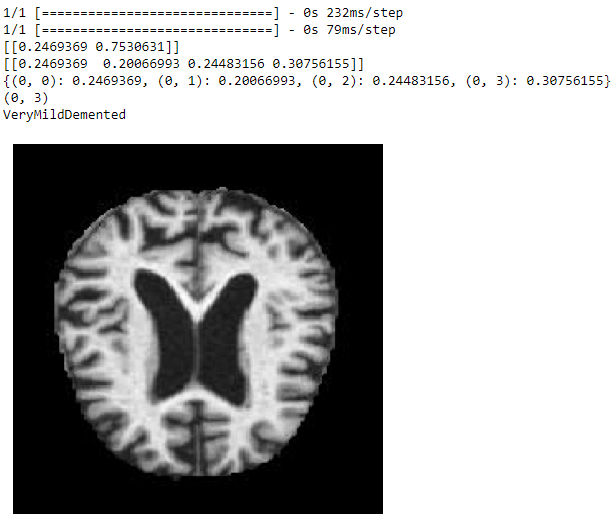 1/1 [==============================] - 0s 232ms/step
1/1 [==============================] - 0s 79ms/step
[[0.2469369 0.7530631]]
[[0.2469369  0.20066993 0.24483156 0.30756155]]
{(0, 0): 0.2469369, (0, 1): 0.20066993, (0, 2): 0.24483156, (0, 3): 0.30756155}
(0, 3)
VeryMildDemented